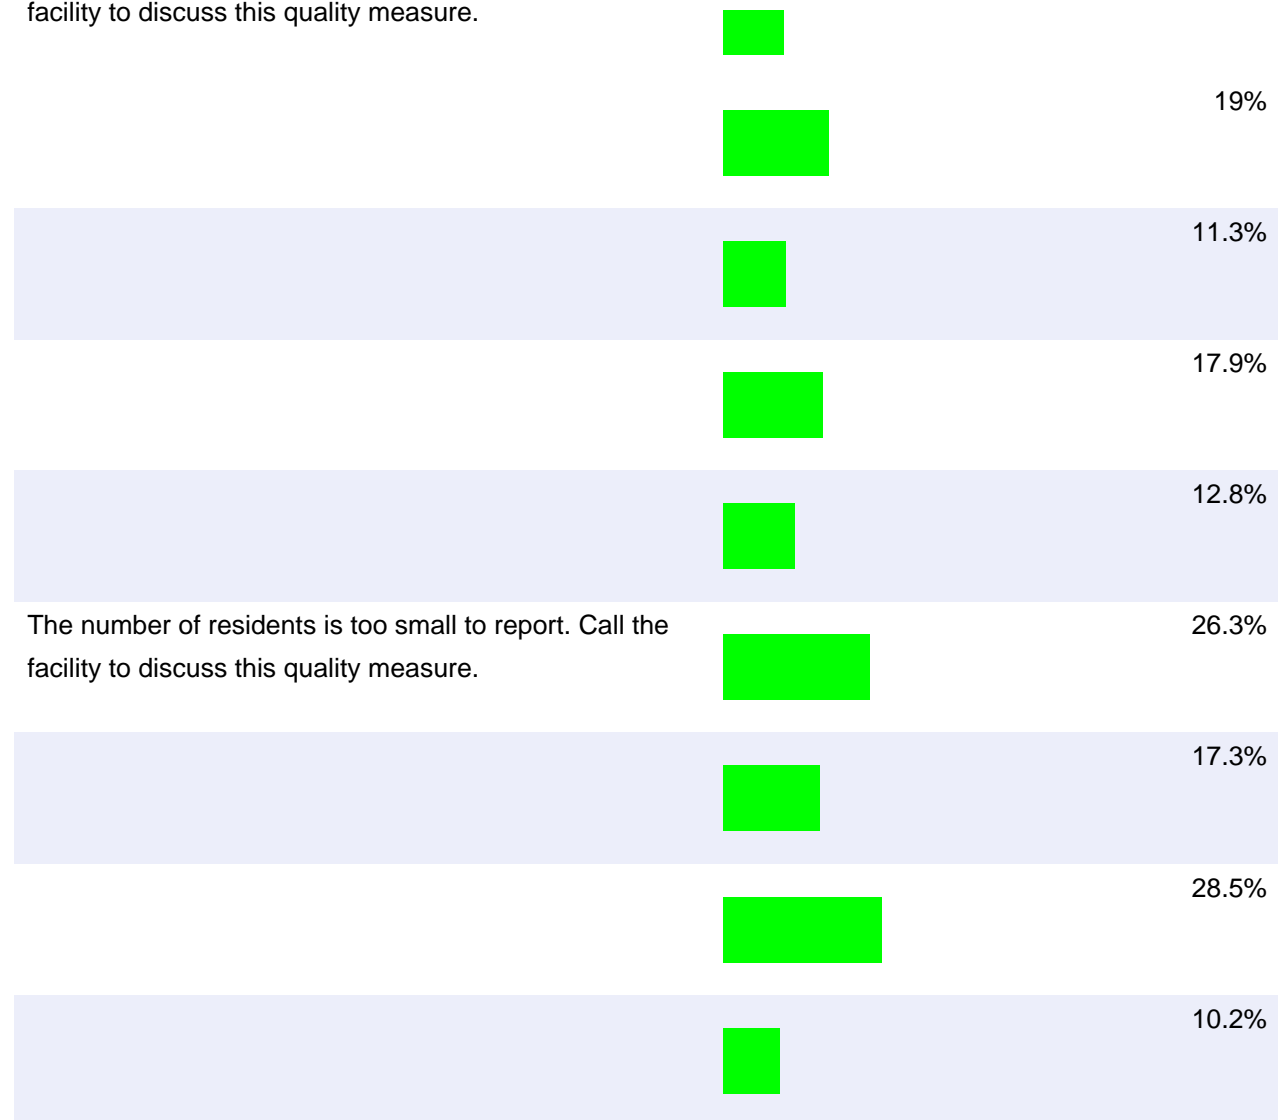 facility to discuss this quality measure.
19%
11.3%
17.9%
12.8%
The number of residents is too small to report. Call the
26.3%
facility to discuss this quality measure.
17.3%
28.5%
10.2%